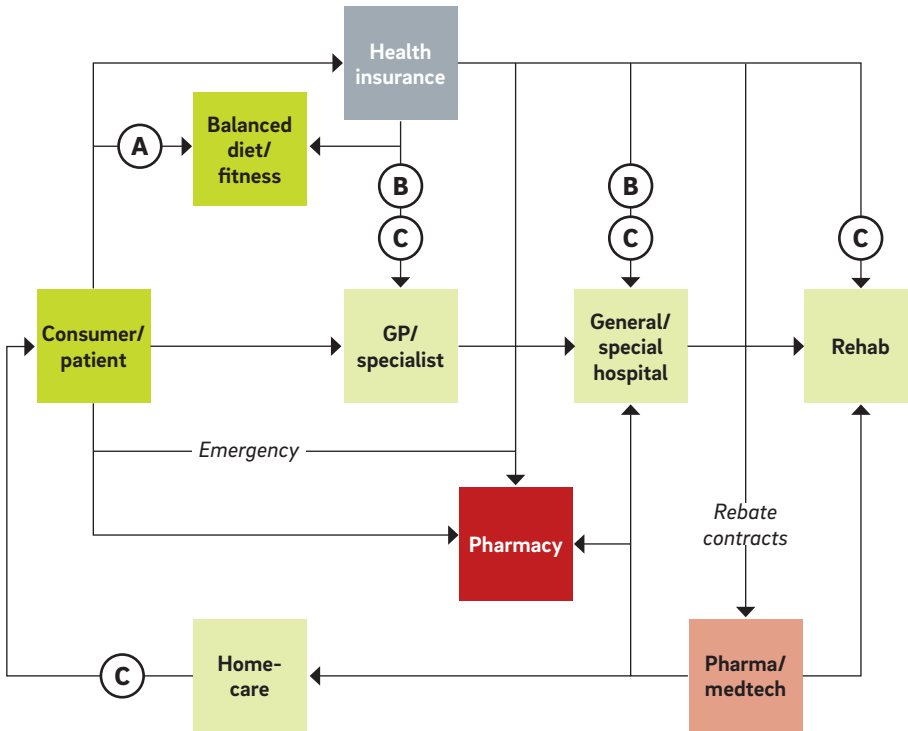 Health
insurance
Balanced
diet/
fitness
A
B
B
C
C
C
Consumer/
patient
GP/
specialist
General/
special
hospital
Rehab
Emergency
Pharmacy
Rebate
contracts
Home-
care
Pharma/
medtech
C